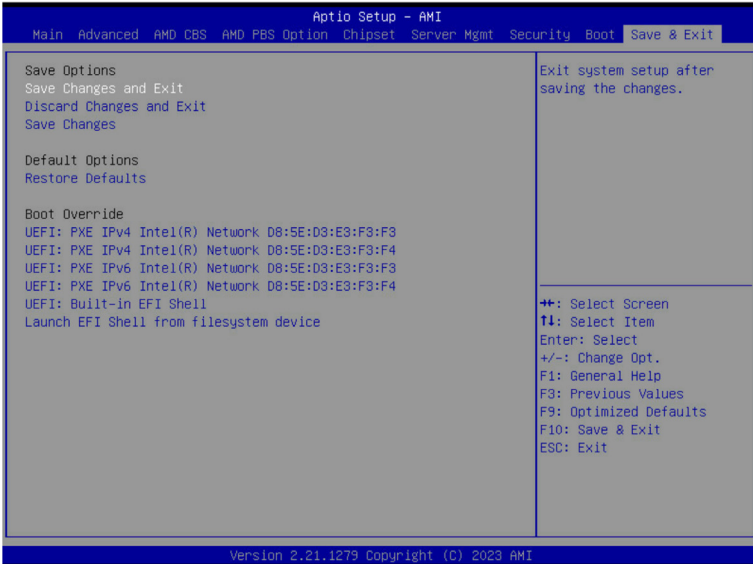 Aptio Setup - AMI
Main Advanced AMD CBS AMD PBS Option Chipset Server Mgmt Security Boot Save & Exit
Save Options
Save Changes and Exit
Discard Changes and Exit
Save Changes
Default Options
Restore Defaults
Boot Override
UEFI: PXE IPv4 Intel(R) Network D8:5E:D3:E3:F3:F3
UEFI: PXE IPv4 Intel(R) Network D8:5E:D3:E3:F3:F4
UEFI: PXE IPv6 Intel(R) Network D8:5E:D3:E3:F3:F3
UEFI: PXE IPv6 Intel(R) Network D8:5E:D3:E3:F3:F4
UEFI: Built-in EFI Shell
Launch EFI Shell from filesystem device
Exit system setup after
saving the changes.
→←: Select Screen
↑↓: Select Item
Enter: Select
+/-: Change Opt.
F1: General Help
F3: Previous Values
F9: Optimized Defaults
F10: Save & Exit
ESC: Exit
Version 2.21.1279 Copyright (C) 2023 AMI